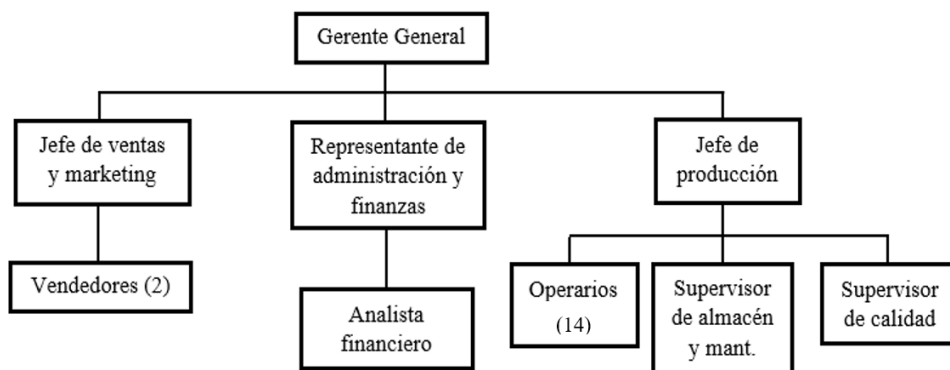 Gerente General
Jefe de ventas
y marketing
Representante de
administración y
finanzas
Jefe de
producción
Vendedores (2)
Analista
financiero
Operarios
(14)
Supervisor
de almacén
y mant.
Supervisor
de calidad